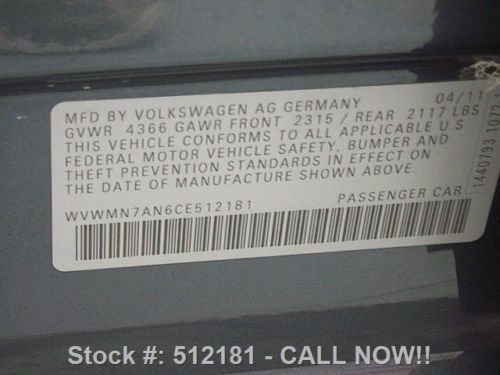 MFD BY VOLKSWAGEN AG GERMANY 04/11
GVWR 4366 GAWR FRONT 2315 / REAR 2117 LBS
THIS VEHICLE CONFORMS TO ALL APPLICABLE U.S
FEDERAL MOTOR VEHICLE SAFETY, BUMPER AND
THEFT PREVENTION STANDARDS IN EFFECT ON
THE DATE OF MANUFACTURE SHOWN ABOVE.
WVWMN7AN6CE512181 PASSENGER CAR
1440793
Stock #: 512181 - CALL NOW!!